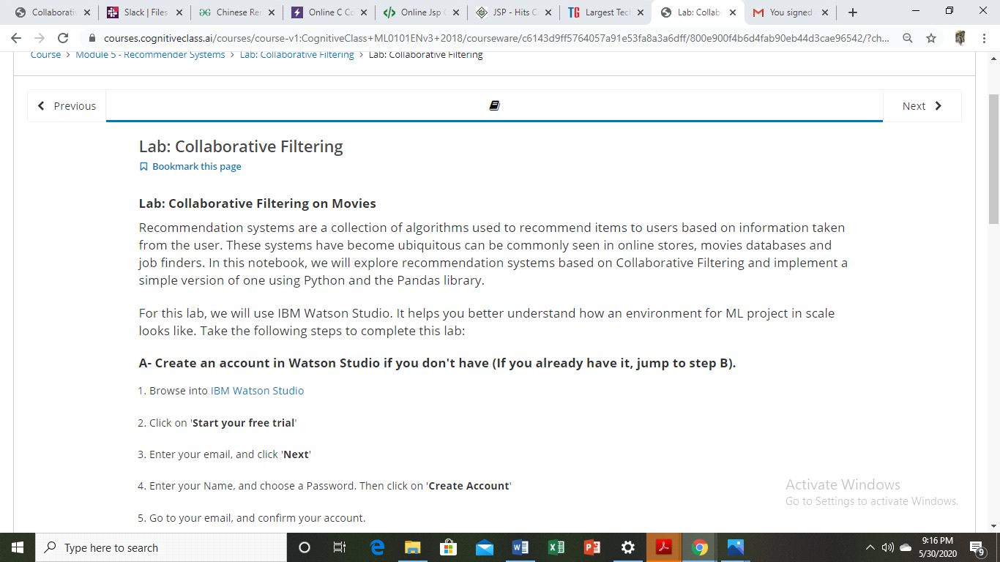 Collaborativ
Slack | Files
Chinese Rer
Online C Co
Online Jsp C
JSP - Hits C
Largest Tech
Lab: Collab
You signed
courses.cognitiveclass.ai/courses/course-v1:CognitiveClass+ML0101ENv3+2018/courseware/c6143d9ff5764057a91e53fa8a3a6dff/800e900f4b6d4fab90eb44d3cae96542/?ch...
Course > Module 5 - Recommender Systems > Lab: Collaborative Filtering > Lab: Collaborative Filtering
Previous
Next
Lab: Collaborative Filtering
Bookmark this page
Lab: Collaborative Filtering on Movies
Recommendation systems are a collection of algorithms used to recommend items to users based on information taken
from the user. These systems have become ubiquitous can be commonly seen in online stores, movies databases and
job finders. In this notebook, we will explore recommendation systems based on Collaborative Filtering and implement a
simple version of one using Python and the Pandas library.
For this lab, we will use IBM Watson Studio. It helps you better understand how an environment for ML project in scale
looks like. Take the following steps to complete this lab:
A- Create an account in Watson Studio if you don't have (If you already have it, jump to step B).
1. Browse into IBM Watson Studio
2. Click on 'Start your free trial'
3. Enter your email, and click 'Next'
4. Enter your Name, and choose a Password. Then click on 'Create Account'
5. Go to your email, and confirm your account.
Activate Windows
Go to Settings to activate Windows.
Type here to search
9:16 PM
5/30/2020
9